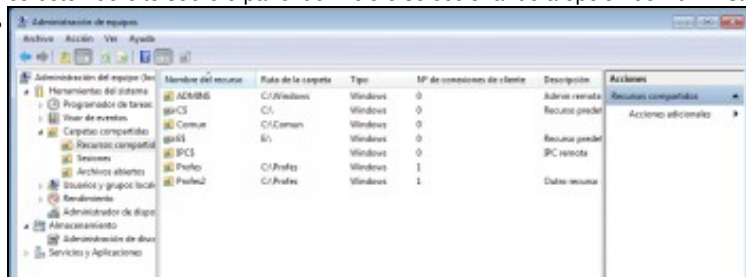 Administración de equipos
Archivo Acción Ver Ayuda
Administración del equipo (loc
Herramientas del sistema
Programador de tareas
Visor de eventos
Carpetas compartidas
Recursos compartid
Sesiones
Archivos abiertos
Usuarios y grupos locale
Rendimiento
Administrador de dispo
Almacenamiento
Administración de disco
Servicios y Aplicaciones
Nombre del recurso Ruta de la carpeta Tipo Nº de conexiones de cliente Descripción
ADMIN$ C:\Windows Windows 0 Admin remota
C$ C:\ Windows 0 Recurso predet
Comun C:\Comun Windows 0
E$ E:\ Windows 0 Recurso predet
IPC$ Windows 0 IPC remota
Profes C:\Profes Windows 1
Profes2 C:\Profes Windows 1 Outro recurso
Acciones
Recursos compartidos
Acciones adicionales